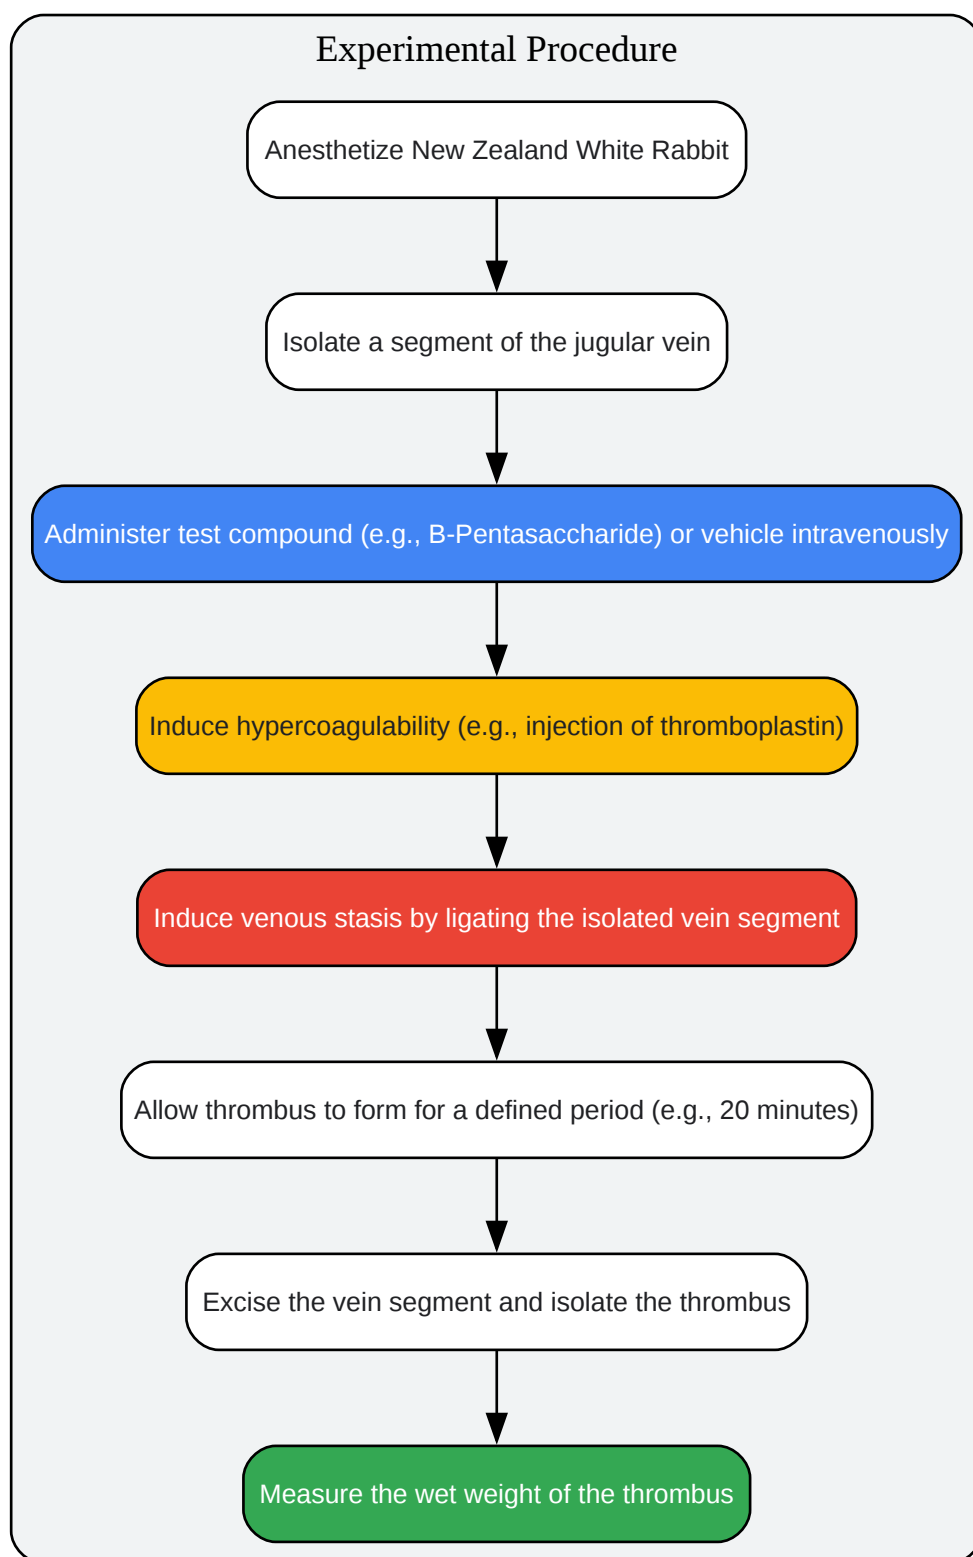 Experimental Procedure
Anesthetize New Zealand White Rabbit
Isolate a segment of the jugular vein
Administer test compound (e.g., B-Pentasaccharide) or vehicle intravenously
Induce hypercoagulability (e.g., injection of thromboplastin)
Induce venous stasis by ligating the isolated vein segment
Allow thrombus to form for a defined period (e.g., 20 minutes)
Excise the vein segment and isolate the thrombus
Measure the wet weight of the thrombus